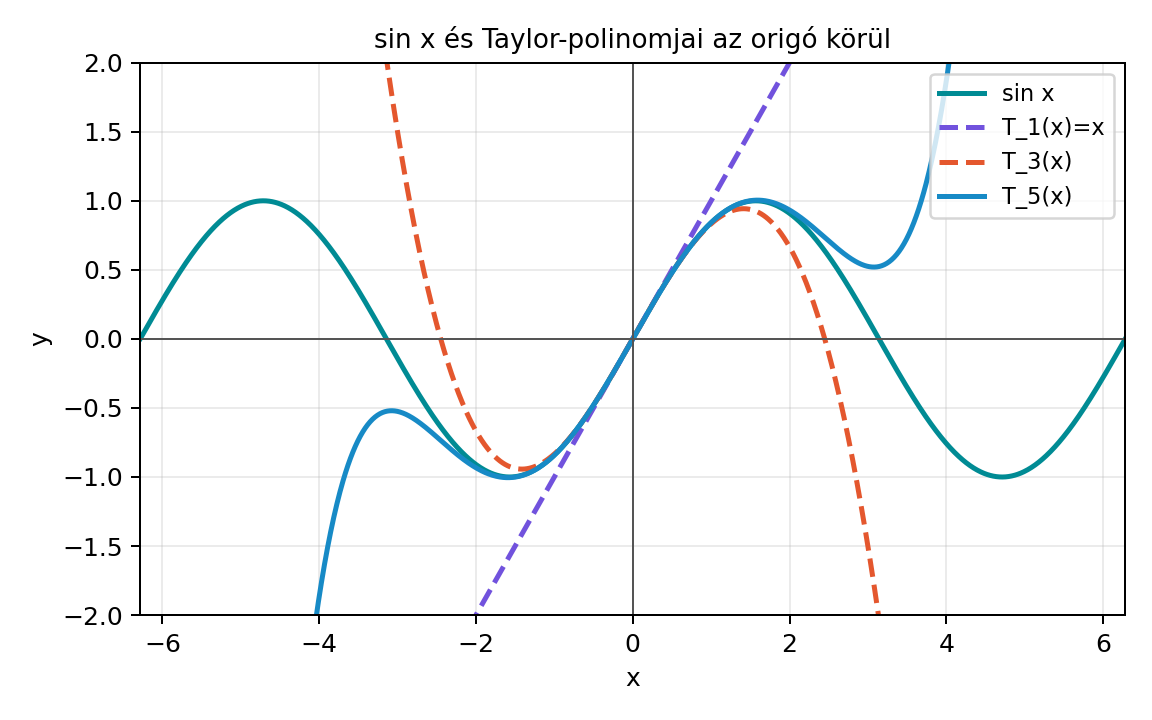 sin x és Taylor-polinomjai az origó körül
sin x
T_1(x)=x
T_3(x)
T_5(x)
y
2.0
1.5
1.0
0.5
0.0
−0.5
−1.0
−1.5
−2.0
−6 −4 −2 0 2 4 6
x